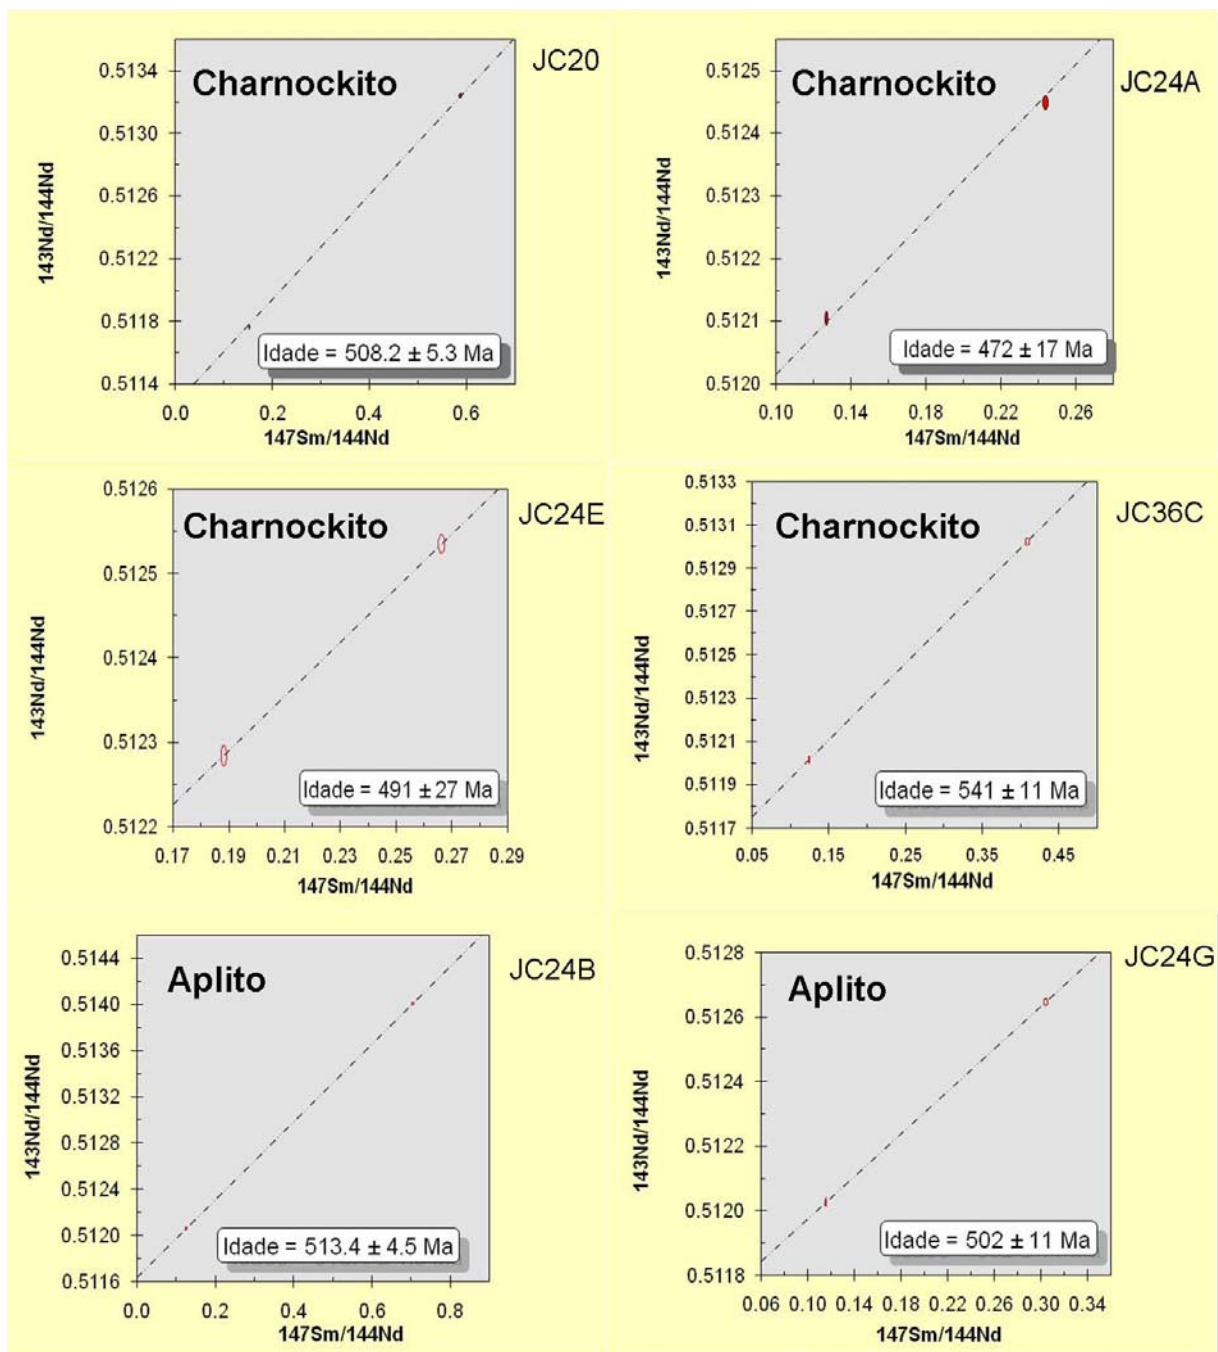 JC20
Charnockito
0.5134
0.5130
0.5126
0.5122
0.5118
0.5114
143Nd/144Nd
Idade = 508.2 ± 5.3 Ma
0.0 0.2 0.4 0.6
147Sm/144Nd
JC24A
Charnockito
0.5125
0.5124
0.5123
0.5122
0.5121
0.5120
143Nd/144Nd
Idade = 472 ± 17 Ma
0.10 0.14 0.18 0.22 0.26
147Sm/144Nd
JC24E
Charnockito
0.5126
0.5125
0.5124
0.5123
0.5122
143Nd/144Nd
Idade = 491 ± 27 Ma
0.17 0.19 0.21 0.23 0.25 0.27 0.29
147Sm/144Nd
JC36C
Charnockito
0.5133
0.5131
0.5129
0.5127
0.5125
0.5123
0.5121
0.5119
0.5117
143Nd/144Nd
Idade = 541 ± 11 Ma
0.05 0.15 0.25 0.35 0.45
147Sm/144Nd
JC24B
Aplito
0.5144
0.5140
0.5136
0.5132
0.5128
0.5124
0.5120
0.5116
143Nd/144Nd
Idade = 513.4 ± 4.5 Ma
0.0 0.2 0.4 0.6 0.8
147Sm/144Nd
JC24G
Aplito
0.5128
0.5126
0.5124
0.5122
0.5120
0.5118
143Nd/144Nd
Idade = 502 ± 11 Ma
0.06 0.10 0.14 0.18 0.22 0.26 0.30 0.34
147Sm/144Nd